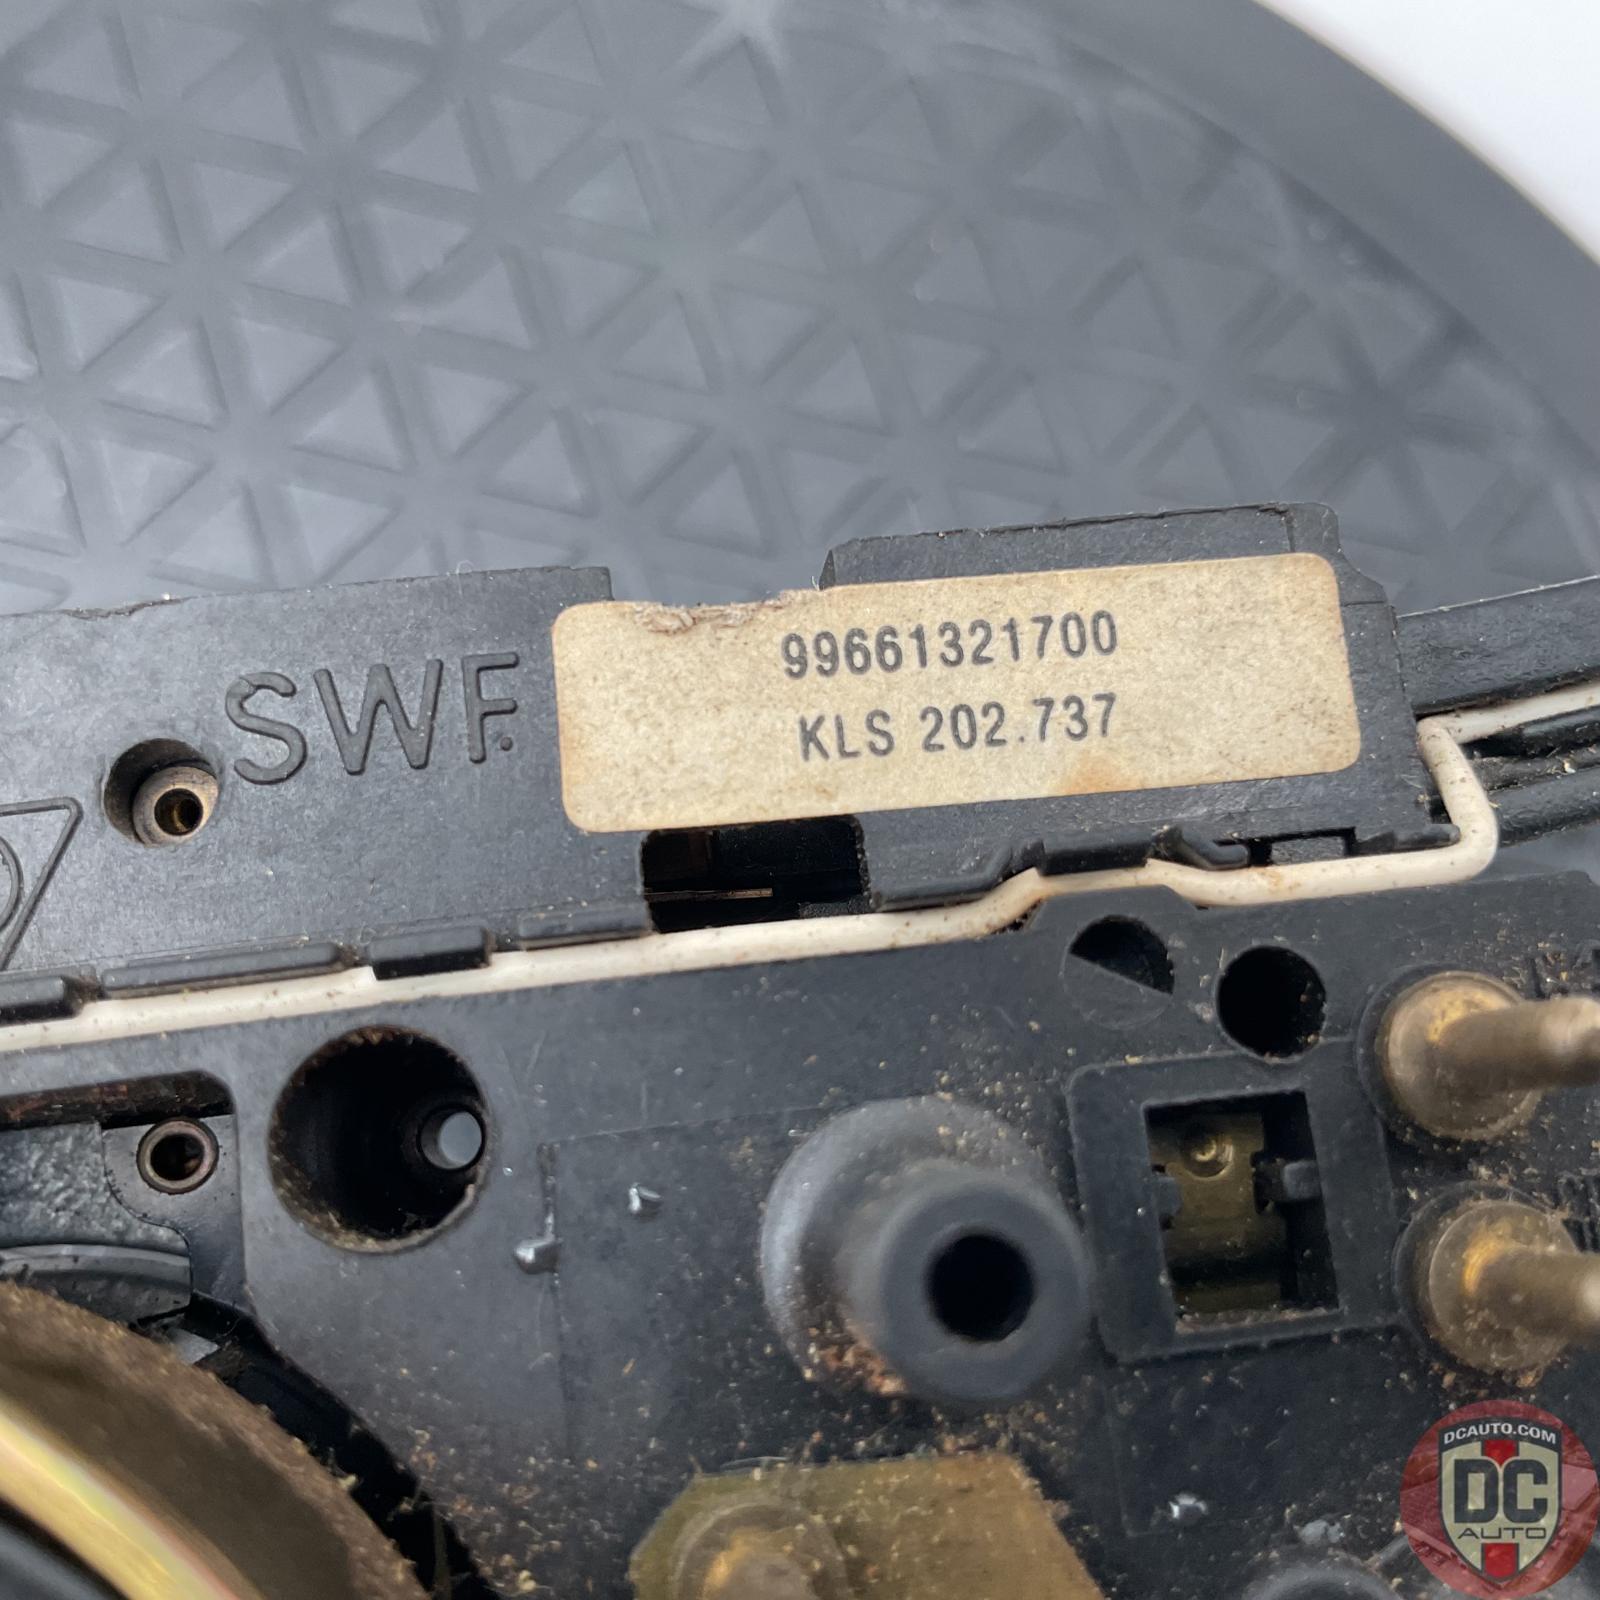 SWF.
99661321700
KLS 202.737
DCAUTO.COM
DC
AUTO